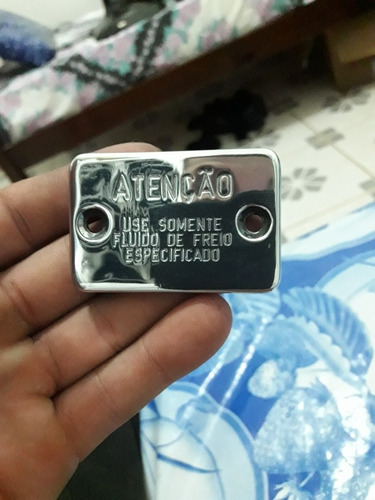 ATENÇÃO
USE SOMENTE
FLUIDO DE FREIO
ESPECIFICADO